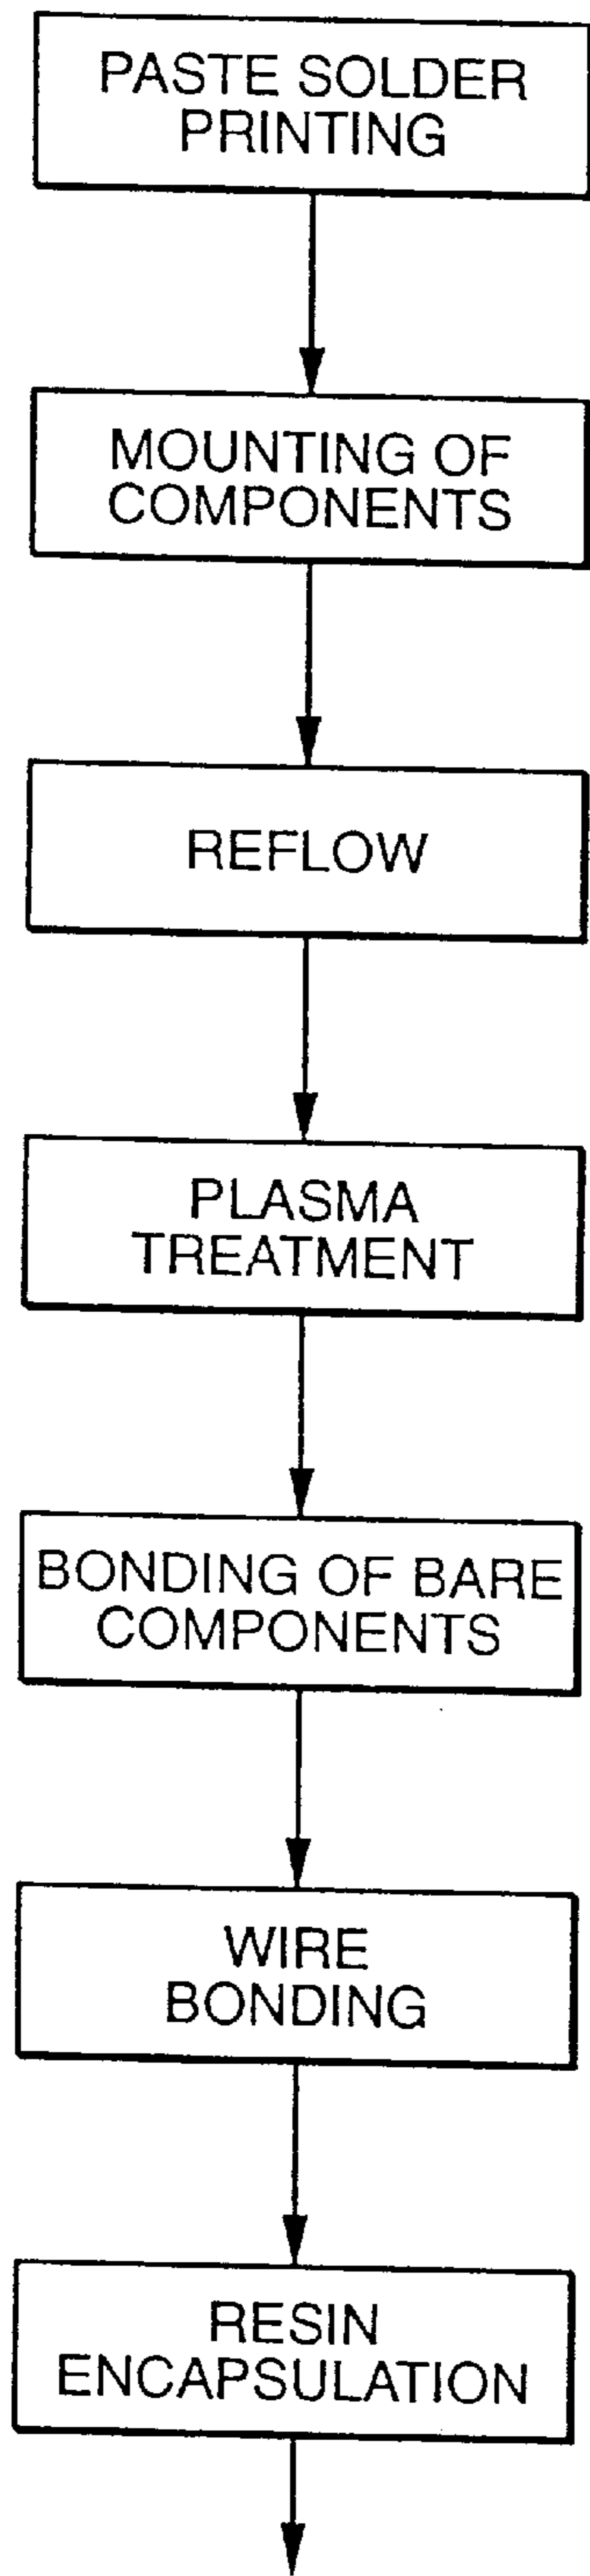 PASTE SOLDER
PRINTING
MOUNTING OF
COMPONENTS
REFLOW
PLASMA
TREATMENT
BONDING OF BARE
COMPONENTS
WIRE
BONDING
RESIN
ENCAPSULATION